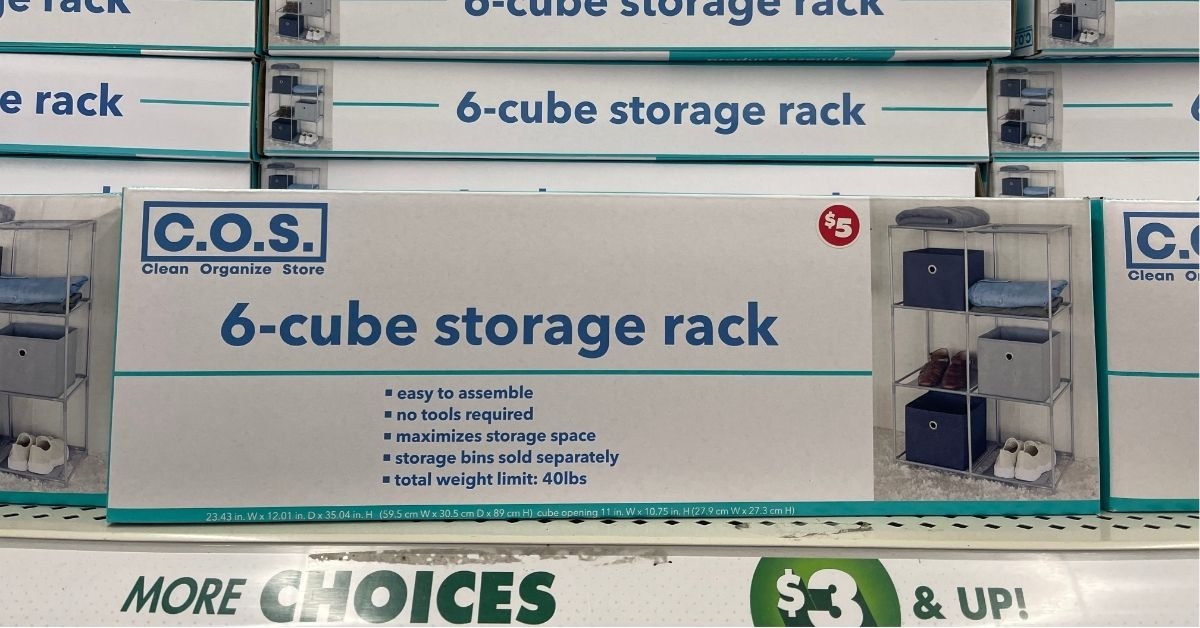 ge rack
6-cube storage rack
e rack
6-cube storage rack
C.O.S.
Clean Organize Store
$5
6-cube storage rack
▪ easy to assemble
▪ no tools required
▪ maximizes storage space
▪ storage bins sold separately
▪ total weight limit: 40lbs
23.43 in. W x 12.01 in. D x 35.04 in. H (59.5 cm W x 30.5 cm D x 89 cm H) cube opening 11 in. W x 10.75 in. H (27.9 cm W x 27.3 cm H)
C.
Clean O
MORE CHOICES $3 & UP!